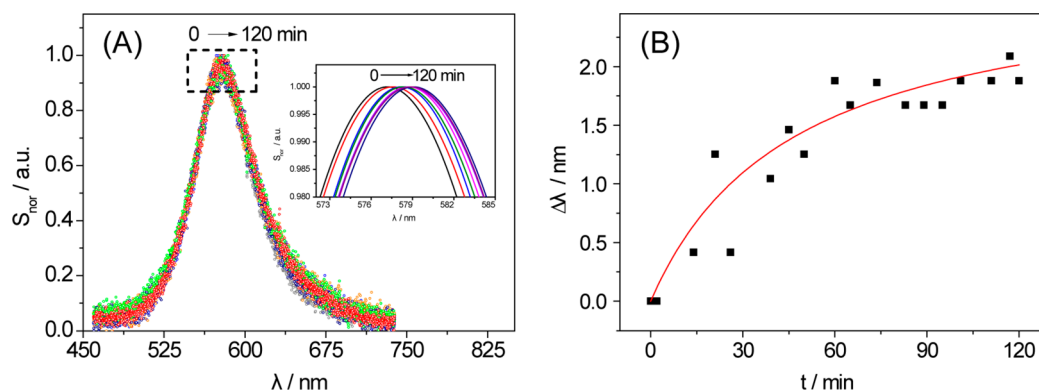 (A)
0 → 120 min
1.0
0.8
0.6
0.4
0.2
0.0
S_nor / a.u.
450 525 600 675 750 825
λ / nm
0 → 120 min
1.000
0.995
0.990
0.985
0.980
S_nor / a.u.
573 576 579 582 585
λ / nm
(B)
2.0
1.5
1.0
0.5
0.0
Δλ / nm
0 30 60 90 120
t / min